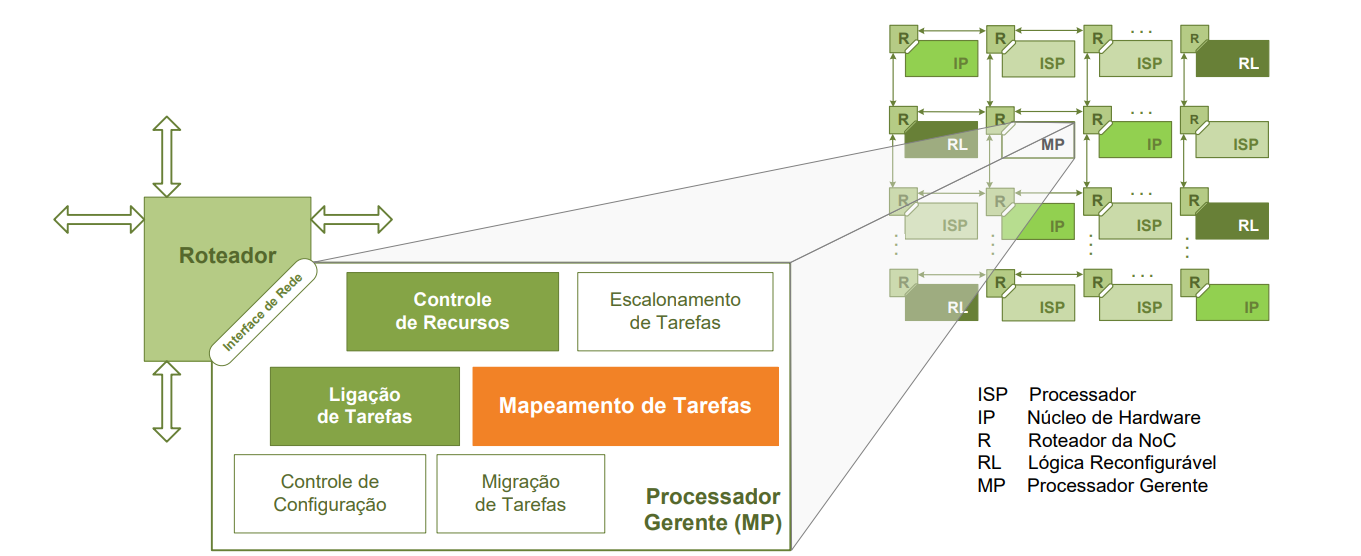 R R R . . . R
IP ISP ISP RL
R R R . . . R
RL MP IP ISP
R R R . . . R
ISP IP ISP RL
R R R . . . R
RL ISP ISP IP
Roteador
Interface de Rede
Controle
de Recursos
Escalonamento
de Tarefas
Ligação
de Tarefas
Mapeamento de Tarefas
Controle de
Configuração
Migração
de Tarefas
Processador
Gerente (MP)
ISP Processador
IP Núcleo de Hardware
R Roteador da NoC
RL Lógica Reconfigurável
MP Processador Gerente